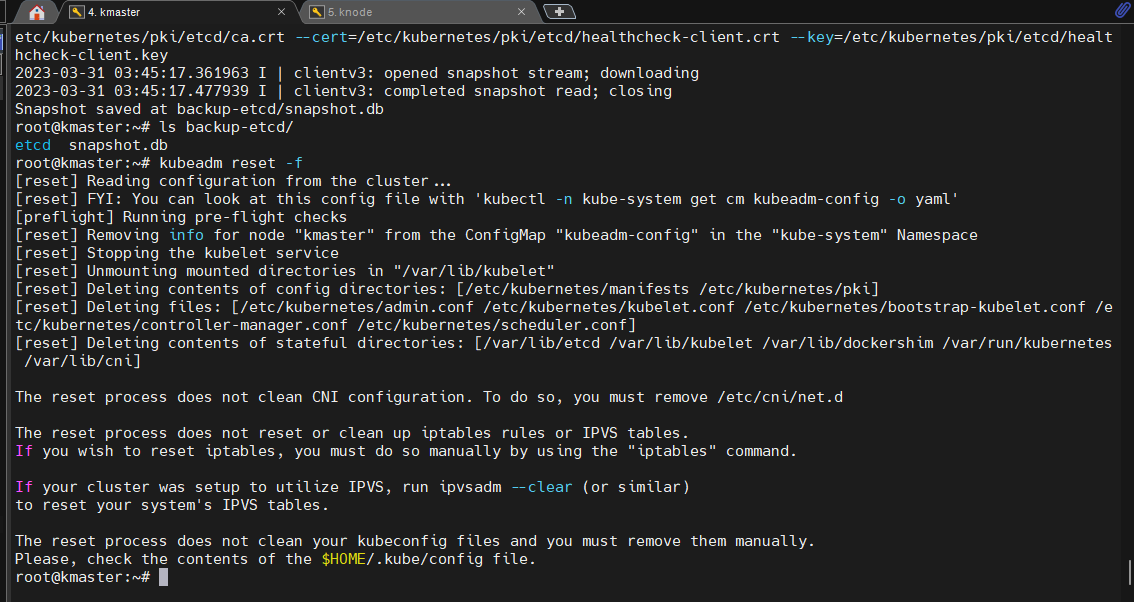 4. kmaster
5. knode
etc/kubernetes/pki/etcd/ca.crt --cert=/etc/kubernetes/pki/etcd/healthcheck-client.crt --key=/etc/kubernetes/pki/etcd/healt
hcheck-client.key
2023-03-31 03:45:17.361963 I | clientv3: opened snapshot stream; downloading
2023-03-31 03:45:17.477939 I | clientv3: completed snapshot read; closing
Snapshot saved at backup-etcd/snapshot.db
root@kmaster:~# ls backup-etcd/
etcd  snapshot.db
root@kmaster:~# kubeadm reset -f
[reset] Reading configuration from the cluster...
[reset] FYI: You can look at this config file with 'kubectl -n kube-system get cm kubeadm-config -o yaml'
[preflight] Running pre-flight checks
[reset] Removing info for node "kmaster" from the ConfigMap "kubeadm-config" in the "kube-system" Namespace
[reset] Stopping the kubelet service
[reset] Unmounting mounted directories in "/var/lib/kubelet"
[reset] Deleting contents of config directories: [/etc/kubernetes/manifests /etc/kubernetes/pki]
[reset] Deleting files: [/etc/kubernetes/admin.conf /etc/kubernetes/kubelet.conf /etc/kubernetes/bootstrap-kubelet.conf /e
tc/kubernetes/controller-manager.conf /etc/kubernetes/scheduler.conf]
[reset] Deleting contents of stateful directories: [/var/lib/etcd /var/lib/kubelet /var/lib/dockershim /var/run/kubernetes
 /var/lib/cni]

The reset process does not clean CNI configuration. To do so, you must remove /etc/cni/net.d

The reset process does not reset or clean up iptables rules or IPVS tables.
If you wish to reset iptables, you must do so manually by using the "iptables" command.

If your cluster was setup to utilize IPVS, run ipvsadm --clear (or similar)
to reset your system's IPVS tables.

The reset process does not clean your kubeconfig files and you must remove them manually.
Please, check the contents of the $HOME/.kube/config file.
root@kmaster:~#